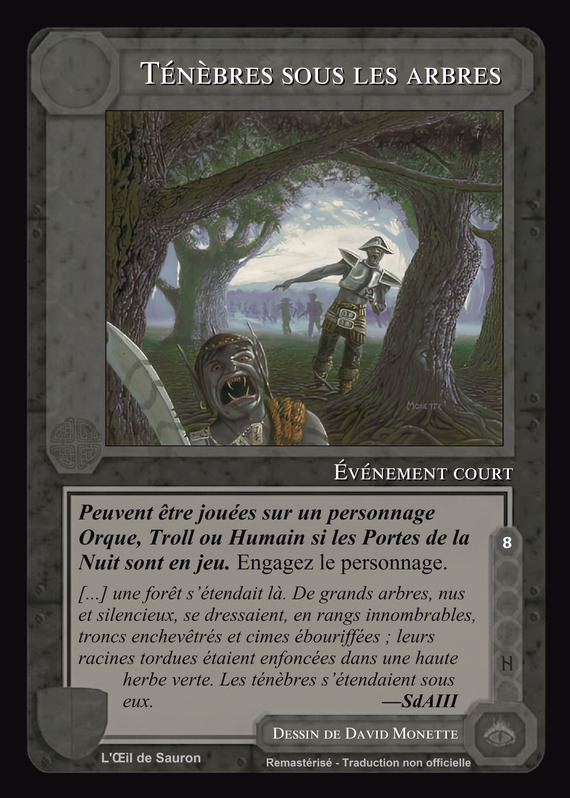 TÉNÈBRES SOUS LES ARBRES
MONETTE
ÉVÉNEMENT COURT
Peuvent être jouées sur un personnage
Orque, Troll ou Humain si les Portes de la
Nuit sont en jeu. Engagez le personnage.
8
[...] une forêt s’étendait là. De grands arbres, nus
et silencieux, se dressaient, en rangs innombrables,
troncs enchevêtrés et cimes ébouriffées ; leurs
racines tordues étaient enfoncées dans une haute
herbe verte. Les ténèbres s’étendaient sous
eux. —SdAIII
DESSIN DE DAVID MONETTE
L'Œil de Sauron
Remastérisé - Traduction non officielle